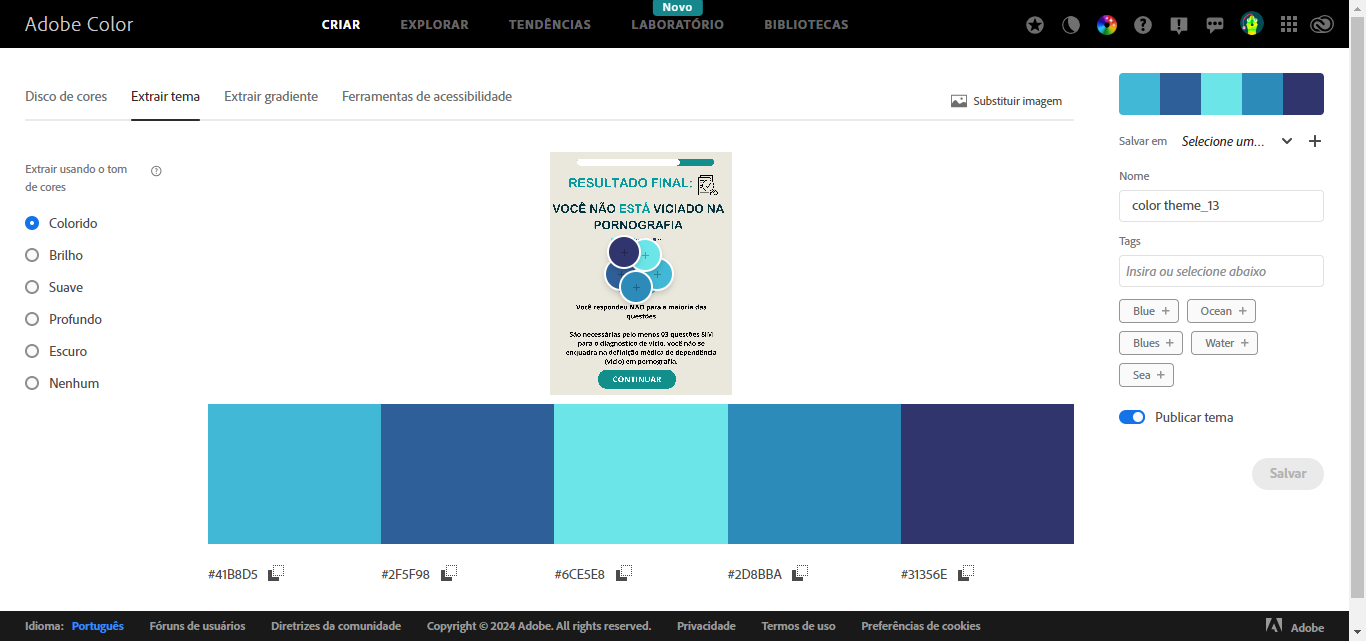 Adobe Color
CRIAR
EXPLORAR
TENDÊNCIAS
Novo
LABORATÓRIO
BIBLIOTECAS
Disco de cores
Extrair tema
Extrair gradiente
Ferramentas de acessibilidade
Substituir imagem
Extrair usando o tom
de cores
Colorido
Brilho
Suave
Profundo
Escuro
Nenhum
RESULTADO FINAL:
VOCÊ NÃO ESTÁ VICIADO NA
PORNOGRAFIA
Você respondeu NÃO para a maioria das
questões
São necessárias pelo menos 93 questões SIM
para o diagnostico de vicio. você não se
enquadra na definição médica de dependência
(vicio) em pornografia.
CONTINUAR
#41B8D5
#2F5F98
#6CE5E8
#2D8BBA
#31356E
Salvar em
Selecione um...
Nome
color theme_13
Tags
Insira ou selecione abaixo
Blue +
Ocean +
Blues +
Water +
Sea +
Publicar tema
Salvar
Idioma: Português
Fóruns de usuários
Diretrizes da comunidade
Copyright © 2024 Adobe. All rights reserved.
Privacidade
Termos de uso
Preferências de cookies
Adobe